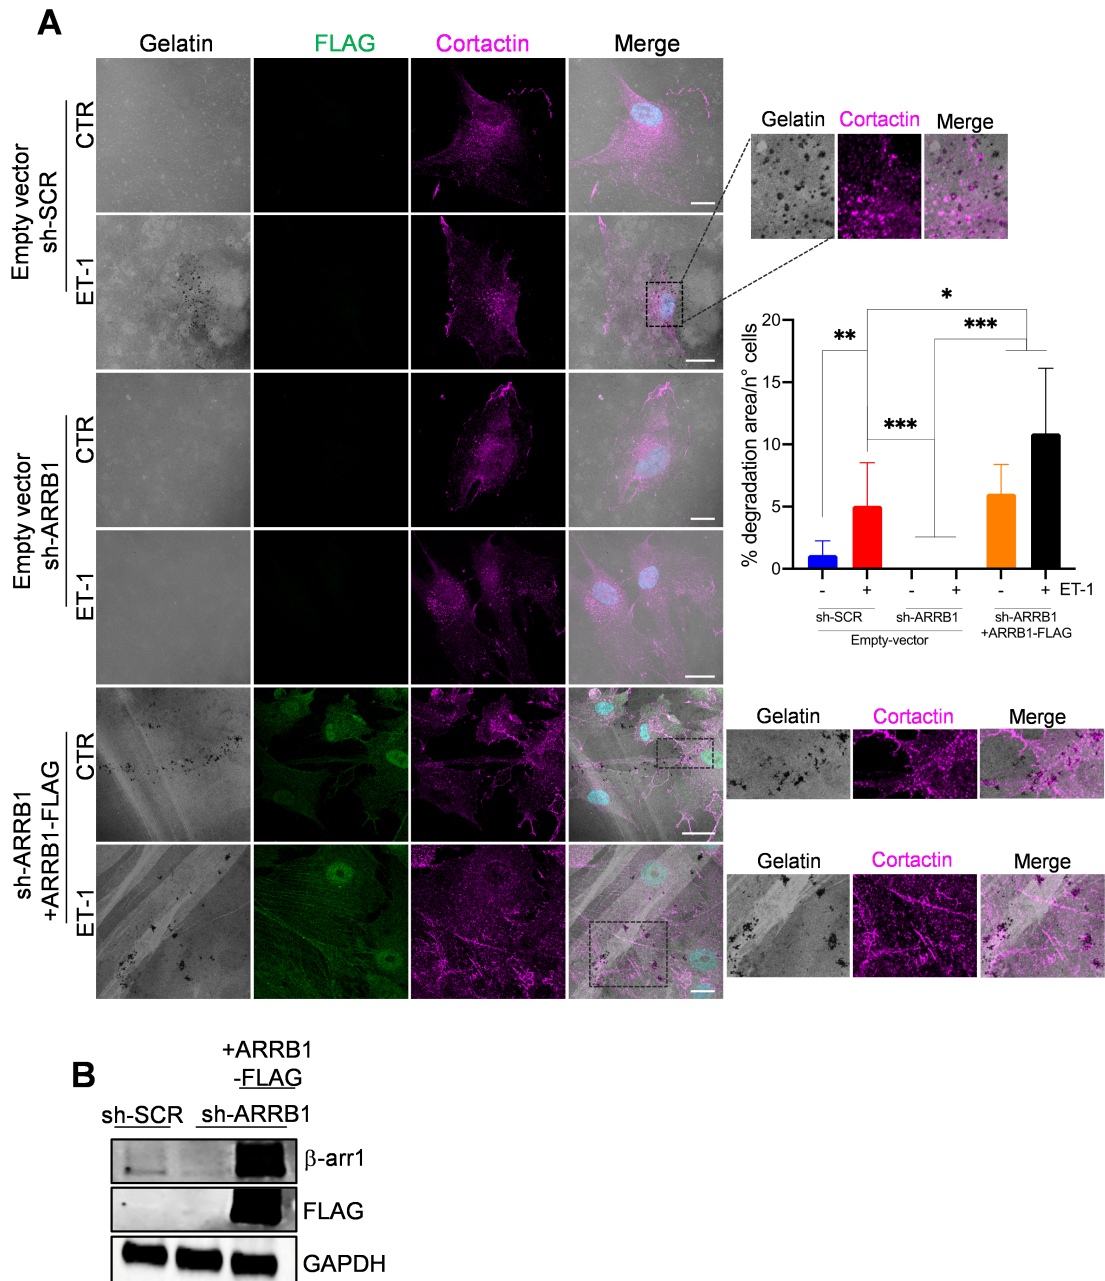 A
Gelatin FLAG Cortactin Merge
Empty vector
sh-SCR
CTR
ET-1
Gelatin Cortactin Merge
Empty vector
sh-ARRB1
CTR
ET-1
sh-ARRB1
+ARRB1-FLAG
CTR
ET-1
% degradation area/n° cells
20
15
10
5
0
*
**
***
***
- + - + - + ET-1
sh-SCR sh-ARRB1 sh-ARRB1
+ARRB1-FLAG
Empty-vector
Gelatin Cortactin Merge
Gelatin Cortactin Merge
B
+ARRB1
-FLAG
sh-SCR sh-ARRB1
β-arr1
FLAG
GAPDH